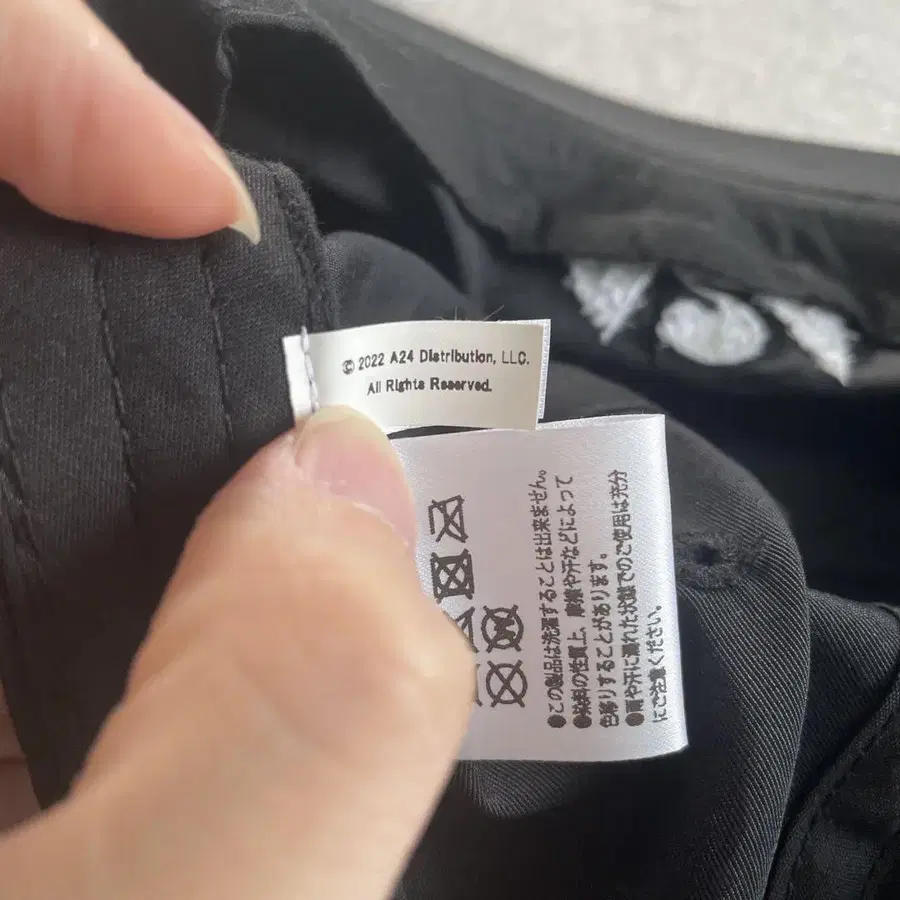 © 2022 A24 Distribution, LLC.
All Rights Reserved.
●この製品は洗濯することは出来ません。
●染料の性質上、摩擦や汗などによって
色移りすることがあります。
●雨や汗に濡れた状態でのご使用は充分
にご注意ください。